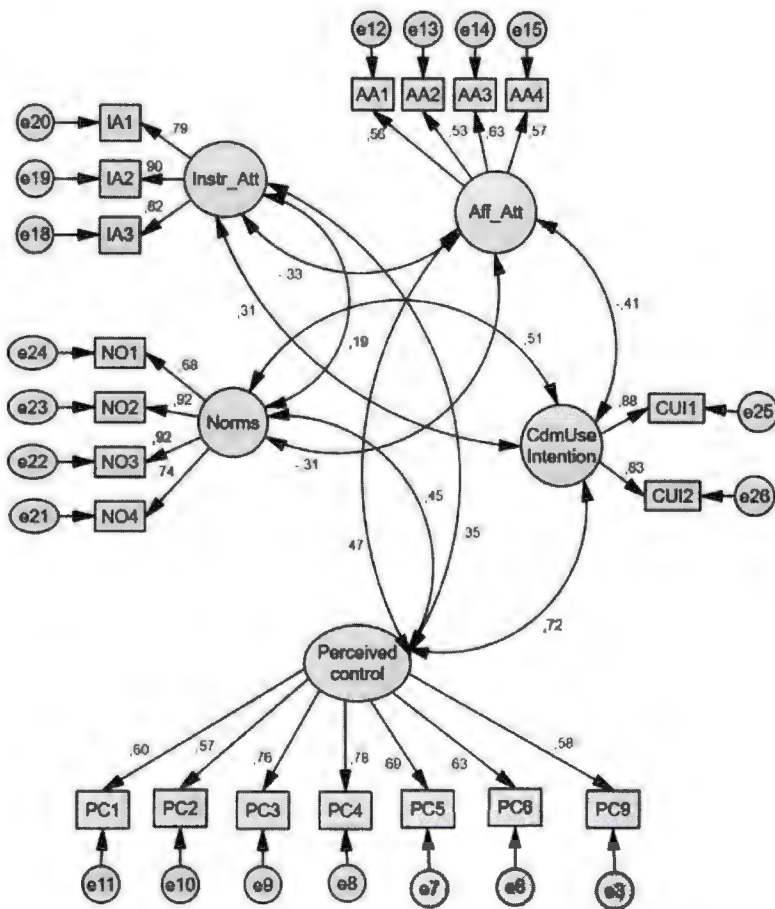 e12 e13 e14 e15
AA1 AA2 AA3 AA4
,56 ,53 ,63 ,57
e20 IA1 ,79
e19 IA2 ,90
e18 IA3 ,82
Instr_Att
Aff_Att
-,33
,31
,19
,51
-,41
e24 NO1 ,68
e23 NO2 ,92
e22 NO3 ,92
e21 NO4 74
Norms
CdmUse
Intention
,88 CUI1 e25
,83 CUI2 e26
-,31
,45
47
35
,72
Perceived
control
,60 ,57 ,76 ,78 69 63 ,58
PC1 PC2 PC3 PC4 PC5 PC6 PC9
e11 e10 e9 e8 e7 e6